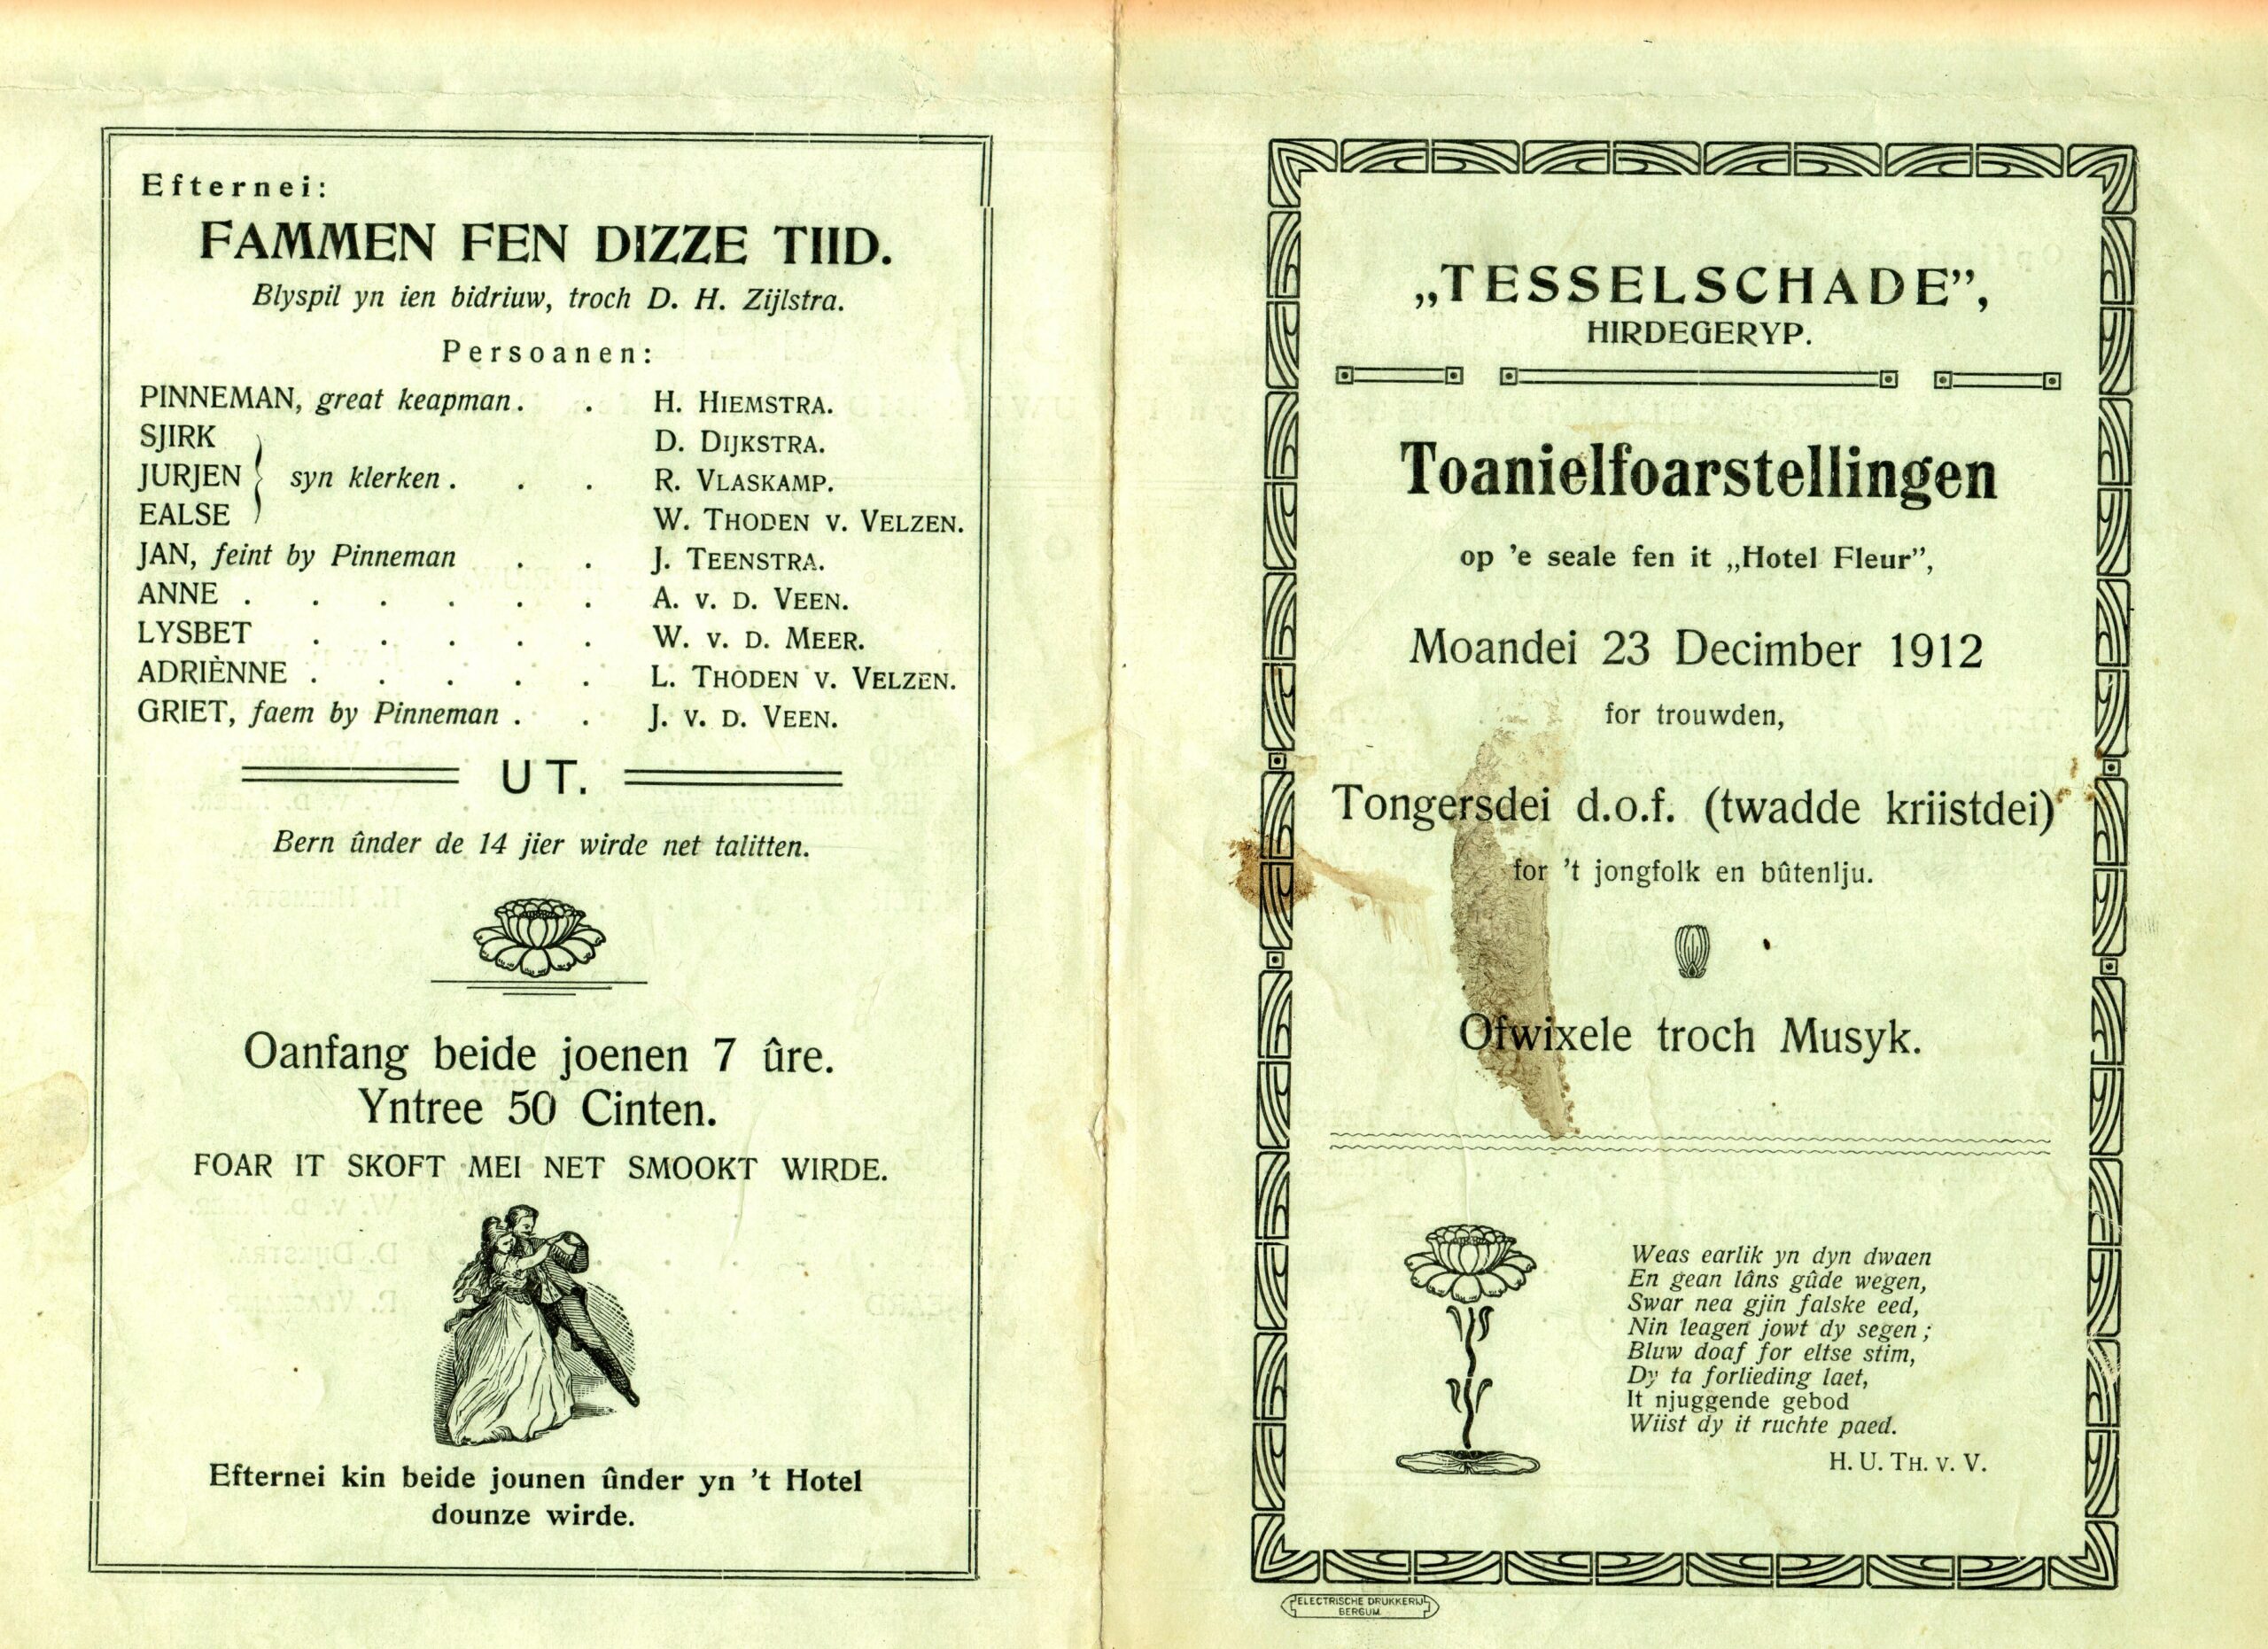 Efternei:
FAMMEN FEN DIZZE TIID.
Blyspil yn ien bidriuw, troch D. H. Zijlstra.
Persoanen:
PINNEMAN, great keapman. . H. HIEMSTRA.
SJIRK D. DIJKSTRA.
JURJEN } syn klerken . . . R. VLASKAMP.
EALSE W. THODEN V. VELZEN.
JAN, feint by Pinneman . . J. TEENSTRA.
ANNE . . . . . . A. V. D. VEEN.
LYSBET . . . . . W. V. D. MEER.
ADRIÈNNE . . . . . L. THODEN V. VELZEN.
GRIET, faem by Pinneman . . J. V. D. VEEN.
UT.
Bern ûnder de 14 jier wirde net talitten.
Oanfang beide joenen 7 ûre.
Yntree 50 Cinten.
FOAR IT SKOFT MEI NET SMOOKT WIRDE.
Efternei kin beide jounen ûnder yn 't Hotel
dounze wirde.
„TESSELSCHADE”,
HIRDEGERYP.
Toanielfoarstellingen
op 'e seale fen it „Hotel Fleur”,
Moandei 23 Decimber 1912
for trouwden,
Tongersdei d.o.f. (twadde kriistdei)
for 't jongfolk en bûtenlju.
Ofwixele troch Musyk.
Weas earlik yn dyn dwaen
En gean lâns gûde wegen,
Swar nea gjin falske eed,
Nin leagen jowt dy segen;
Bluw doaf for eltse stim,
Dy ta forlieding laet,
It njuggende gebod
Wiist dy it ruchte paed.
H. U. TH. V. V.
ELECTRISCHE DRUKKERIJ
BERGUM